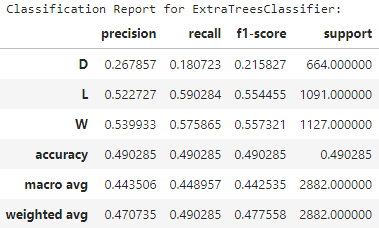 Classification Report for ExtraTreesClassifier:
precision recall f1-score support
D 0.267857 0.180723 0.215827 664.000000
L 0.522727 0.590284 0.554455 1091.000000
W 0.539933 0.575865 0.557321 1127.000000
accuracy 0.490285 0.490285 0.490285 0.490285
macro avg 0.443506 0.448957 0.442535 2882.000000
weighted avg 0.470735 0.490285 0.477558 2882.000000